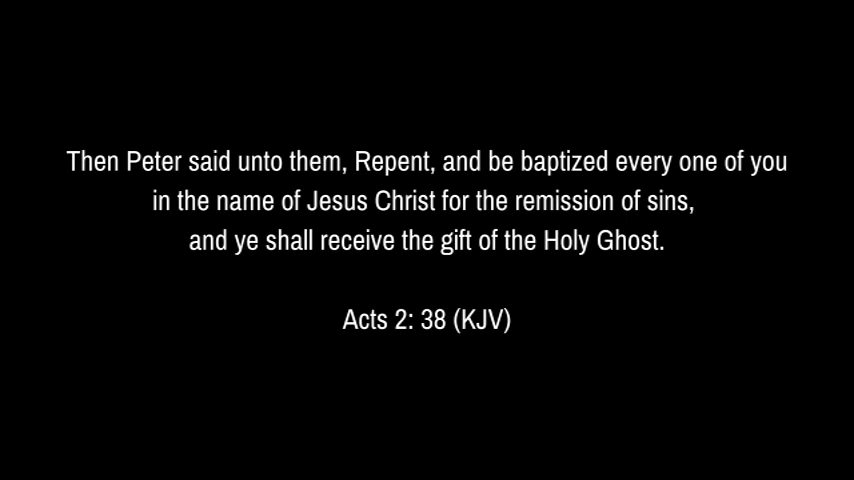 Then Peter said unto them, Repent, and be baptized every one of you
in the name of Jesus Christ for the remission of sins,
and ye shall receive the gift of the Holy Ghost.
Acts 2: 38 (KJV)